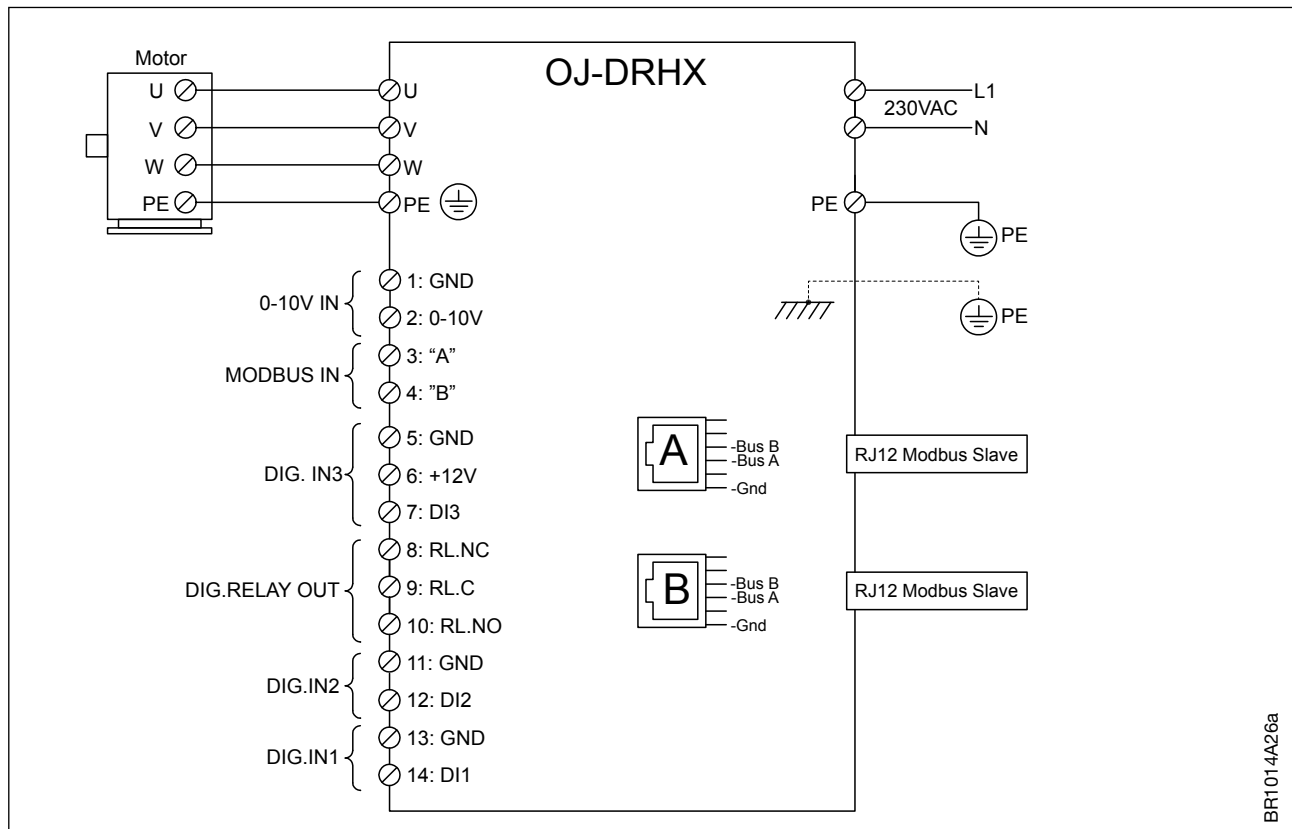 OJ-DRHX
Motor
U
V
W
PE
U
V
W
PE
L1
230VAC
N
PE
PE
PE
0-10V IN
1: GND
2: 0-10V
MODBUS IN
3: “A”
4: ”B”
DIG. IN3
5: GND
6: +12V
7: DI3
DIG.RELAY OUT
8: RL.NC
9: RL.C
10: RL.NO
DIG.IN2
11: GND
12: DI2
DIG.IN1
13: GND
14: DI1
A
-Bus B
-Bus A
-Gnd
RJ12 Modbus Slave
B
-Bus B
-Bus A
-Gnd
RJ12 Modbus Slave
BR1014A26a